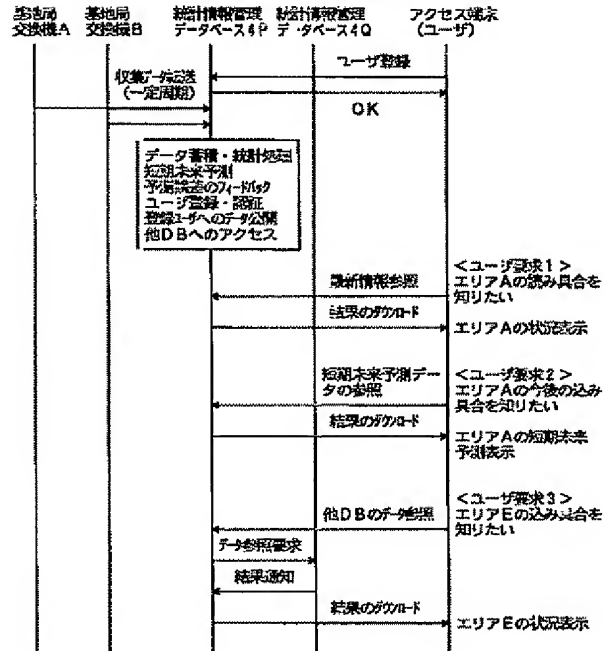 基地局
交換機A
基地局
交換機B
統計情報管理
データベース4P
統計情報管理
データベース4Q
アクセス端末
(ユーザ)
ユーザ登録
収集データ転送
(一定周期)
OK
データ蓄積・統計処理
短期未来予測
予測誤差のフィードバック
ユーザ登録・認証
登録ユーザへのデータ公開
他DBへのアクセス
<ユーザ要求1>
エリアAの読み具合を
知りたい
最新情報参照
結果のダウンロード
エリアAの状況表示
<ユーザ要求2>
エリアAの今後の込み
具合を知りたい
短期未来予測デー
タの参照
結果のダウンロード
エリアAの短期未来
予測表示
<ユーザ要求3>
エリアEの込み具合を
知りたい
他DBのデータ参照
データ参照要求
結果通知
結果のダウンロード
エリアEの状況表示